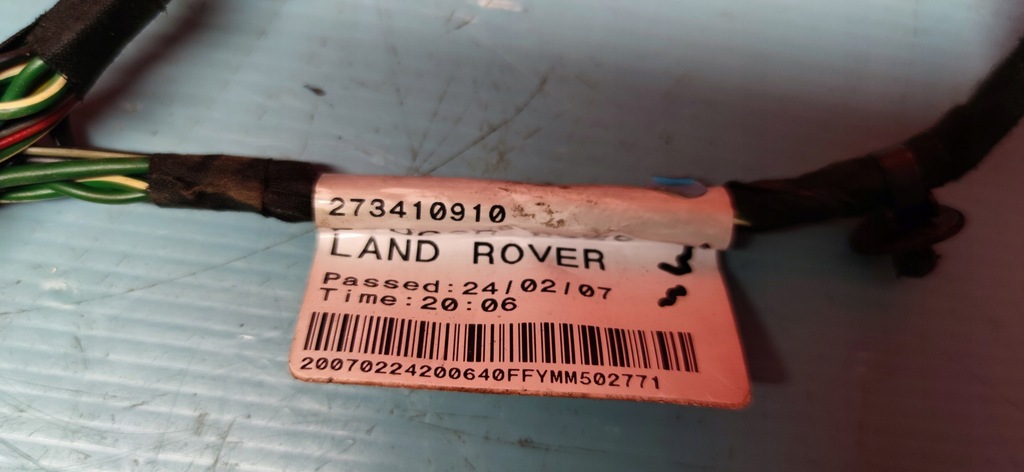 273410910
LAND ROVER
Passed:24/02/07
Time:20:06
20070224200640FFYMM502771